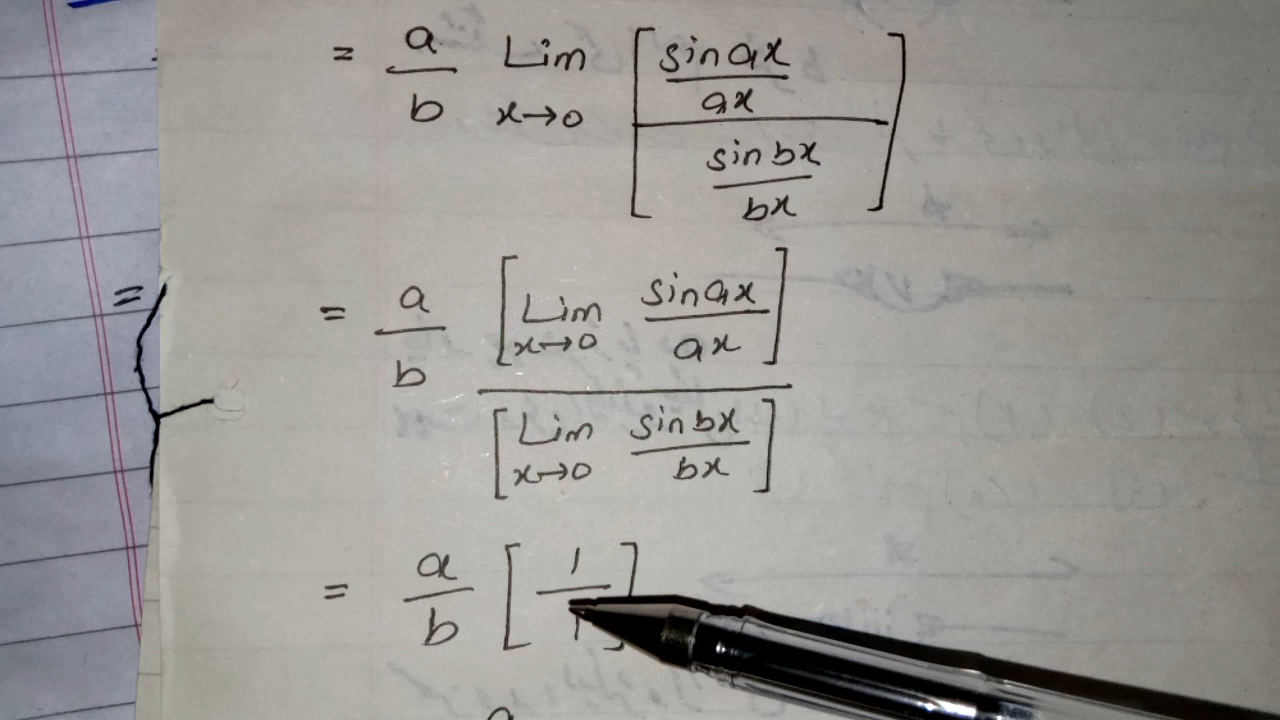 = a/b Lim x→0 [ (sin ax / ax) / (sin bx / bx) ]
= = a/b [ Lim x→0 sin ax / ax ] / [ Lim x→0 sin bx / bx ]
= a/b [ 1/1 ]
a